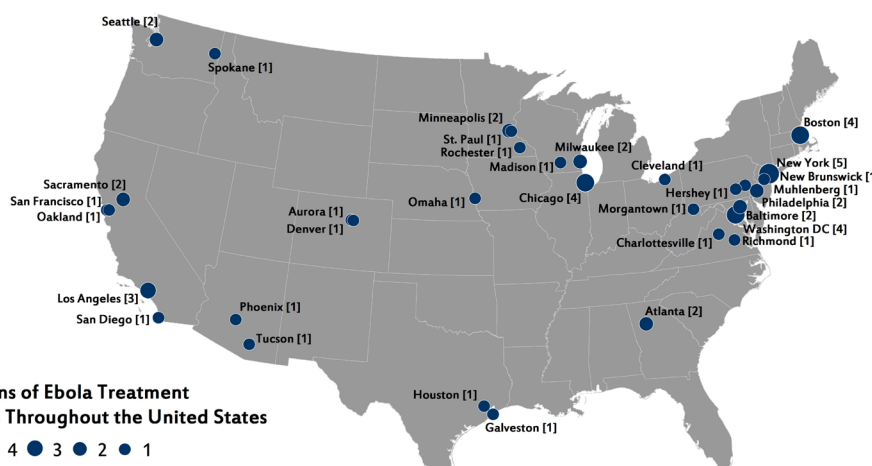 Seattle [2]
Spokane [1]
Minneapolis [2]
St. Paul [1]
Rochester [1]
Milwaukee [2]
Madison [1]
Chicago [4]
Cleveland [1]
Boston [4]
New York [5]
New Brunswick [1
Muhlenberg [1]
Hershey [1]
Philadelphia [2]
Baltimore [2]
Morgantown [1]
Washington DC [4]
Charlottesville [1]
Richmond [1]
Sacramento [2]
San Francisco [1]
Oakland [1]
Aurora [1]
Denver [1]
Omaha [1]
Los Angeles [3]
San Diego [1]
Phoenix [1]
Tucson [1]
Atlanta [2]
Houston [1]
Galveston [1]
of Ebola Treatment
Throughout the United States
4 3 2 1